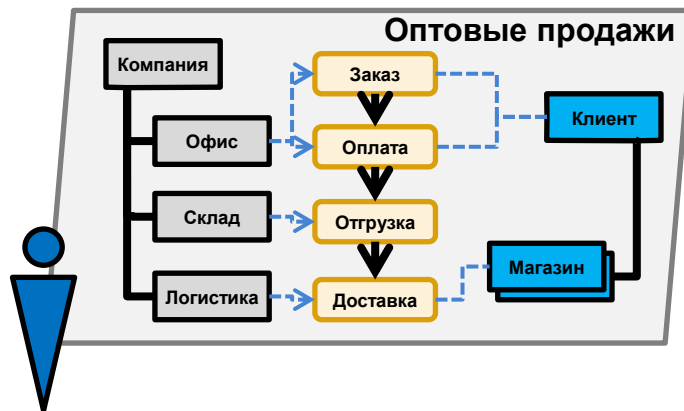 Оптовые продажи
Компания
Заказ
Клиент
Офис
Оплата
Склад
Отгрузка
Магазин
Логистика
Доставка